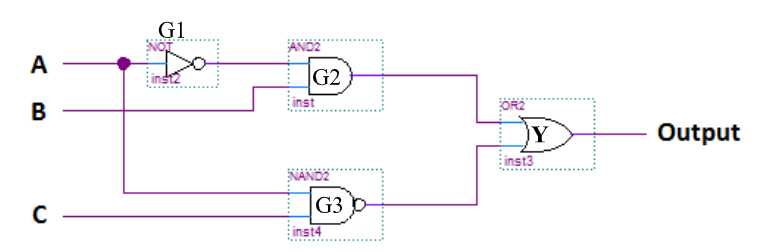 G1
NOT
A
inst2
AND2
G2
inst
B
OR2
Y
inst3
Output
NAND2
G3
inst4
C